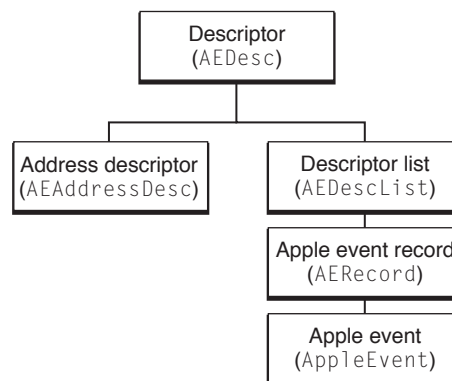 Descriptor
(AEDesc)
Address descriptor
(AEAddressDesc)
Descriptor list
(AEDescList)
Apple event record
(AERecord)
Apple event
(AppleEvent)